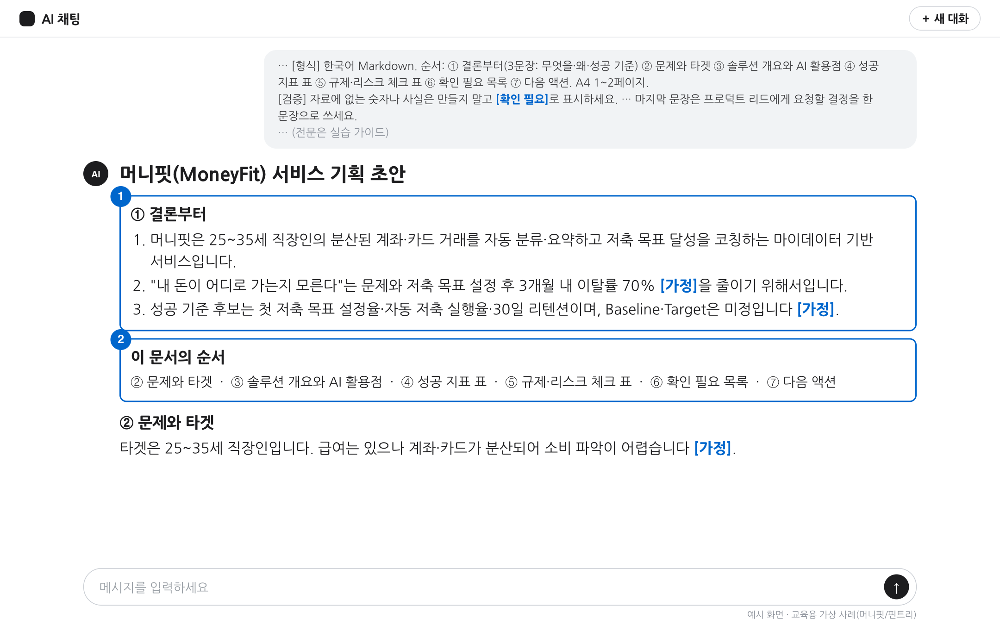 AI 채팅
+ 새 대화
… [형식] 한국어 Markdown. 순서: ① 결론부터(3문장: 무엇을·왜·성공 기준) ② 문제와 타겟 ③ 솔루션 개요와 AI 활용점 ④ 성공
지표 표 ⑤ 규제·리스크 체크 표 ⑥ 확인 필요 목록 ⑦ 다음 액션. A4 1~2페이지.
[검증] 자료에 없는 숫자나 사실은 만들지 말고 [확인 필요]로 표시하세요. … 마지막 문장은 프로덕트 리드에게 요청할 결정을 한
문장으로 쓰세요.
… (전문은 실습 가이드)
AI
머니핏(MoneyFit) 서비스 기획 초안
1
① 결론부터
1. 머니핏은 25~35세 직장인의 분산된 계좌·카드 거래를 자동 분류·요약하고 저축 목표 달성을 코칭하는 마이데이터 기반
서비스입니다.
2. "내 돈이 어디로 가는지 모른다"는 문제와 저축 목표 설정 후 3개월 내 이탈률 70% [가정]을 줄이기 위해서입니다.
3. 성공 기준 후보는 첫 저축 목표 설정율·자동 저축 실행율·30일 리텐션이며, Baseline·Target은 미정입니다 [가정].
2
이 문서의 순서
② 문제와 타겟 · ③ 솔루션 개요와 AI 활용점 · ④ 성공 지표 표 · ⑤ 규제·리스크 체크 표 · ⑥ 확인 필요 목록 · ⑦ 다음 액션
② 문제와 타겟
타겟은 25~35세 직장인입니다. 급여는 있으나 계좌·카드가 분산되어 소비 파악이 어렵습니다 [가정].
메시지를 입력하세요
↑
예시 화면 · 교육용 가상 사례(머니핏/핀트리)